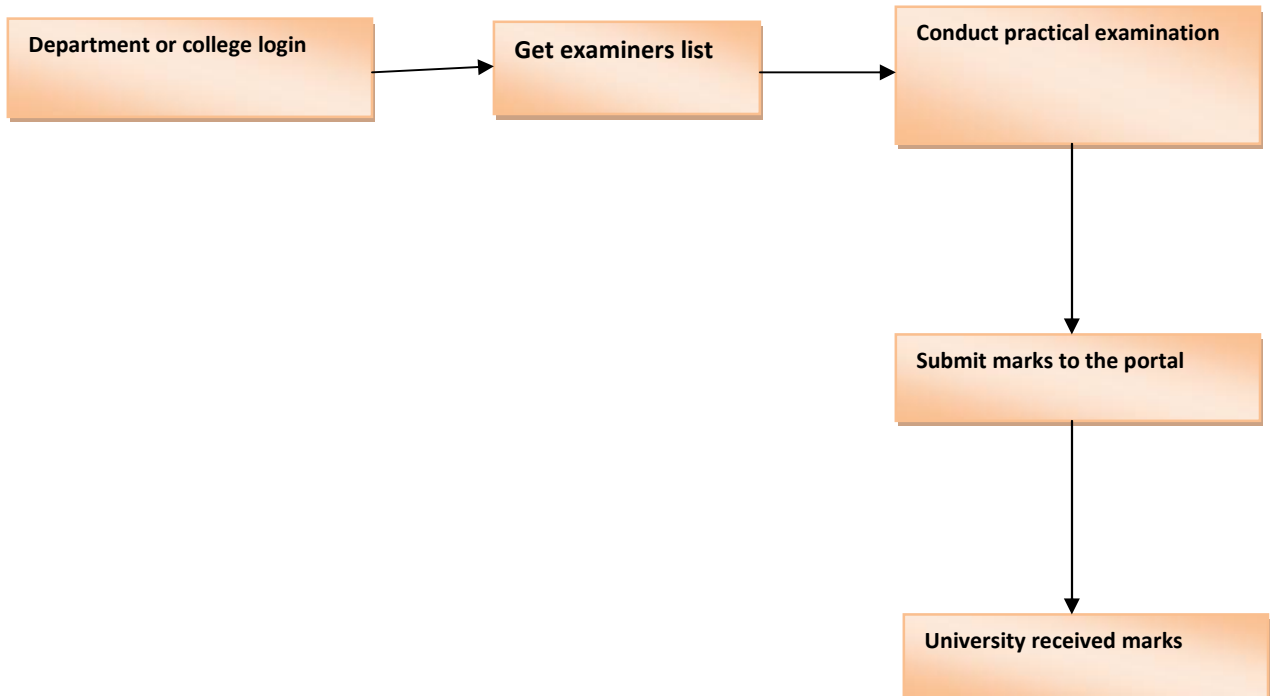 Department or college login
Get examiners list
Conduct practical examination
Submit marks to the portal
University received marks